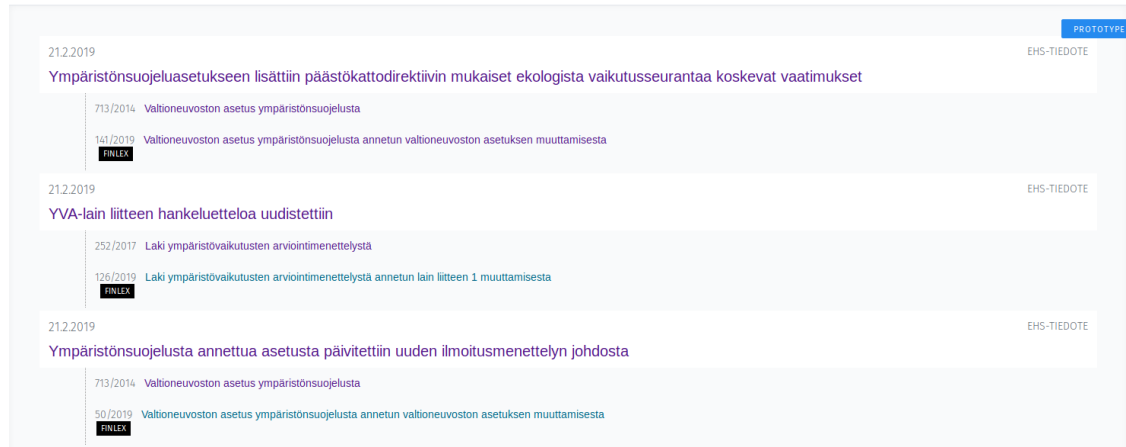 PROTOTYPE
21.2.2019 EHS-TIEDOTE
Ympäristönsuojeluasetukseen lisättiin päästökattodirektiivin mukaiset ekologista vaikutusseurantaa koskevat vaatimukset
713/2014 Valtioneuvoston asetus ympäristönsuojelusta
141/2019 Valtioneuvoston asetus ympäristönsuojelusta annetun valtioneuvoston asetuksen muuttamisesta
FINLEX
21.2.2019 EHS-TIEDOTE
YVA-lain liitteen hankeluetteloa uudistettiin
252/2017 Laki ympäristövaikutusten arviointimenettelystä
126/2019 Laki ympäristövaikutusten arviointimenettelystä annetun lain liitteen 1 muuttamisesta
FINLEX
21.2.2019 EHS-TIEDOTE
Ympäristönsuojelusta annettua asetusta päivitettiin uuden ilmoitusmenettelyn johdosta
713/2014 Valtioneuvoston asetus ympäristönsuojelusta
50/2019 Valtioneuvoston asetus ympäristönsuojelusta annetun valtioneuvoston asetuksen muuttamisesta
FINLEX